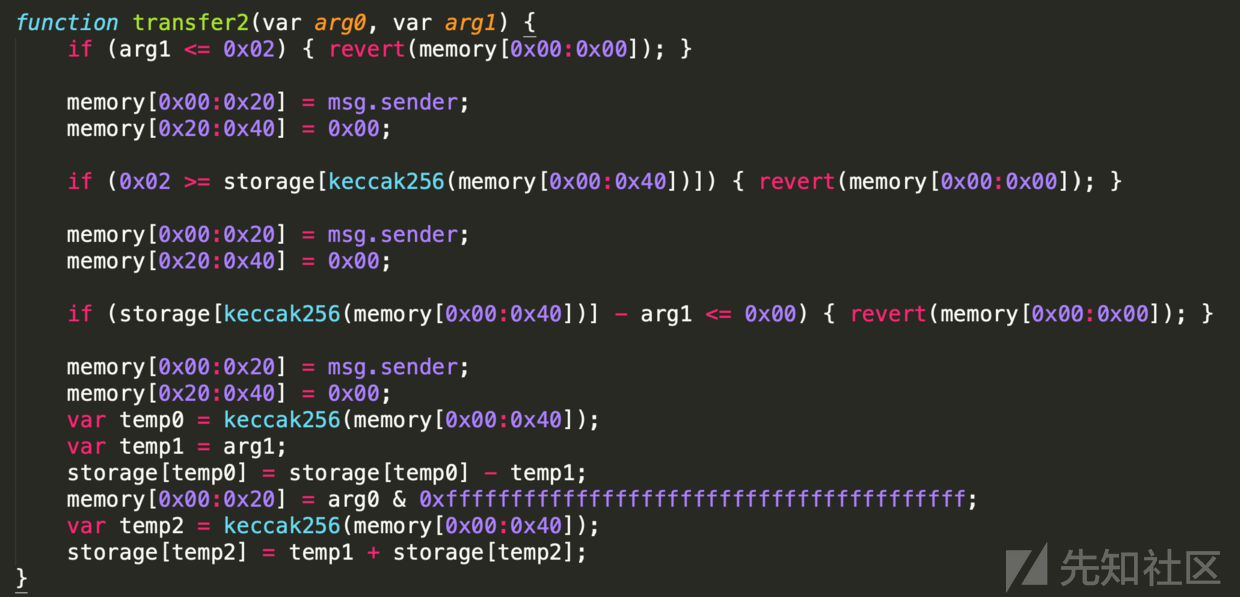 function transfer2(var arg0, var arg1) {
    if (arg1 <= 0x02) { revert(memory[0x00:0x00]); }
    memory[0x00:0x20] = msg.sender;
    memory[0x20:0x40] = 0x00;
    if (0x02 >= storage[keccak256(memory[0x00:0x40])]) { revert(memory[0x00:0x00]); }
    memory[0x00:0x20] = msg.sender;
    memory[0x20:0x40] = 0x00;
    if (storage[keccak256(memory[0x00:0x40])] - arg1 <= 0x00) { revert(memory[0x00:0x00]); }
    memory[0x00:0x20] = msg.sender;
    memory[0x20:0x40] = 0x00;
    var temp0 = keccak256(memory[0x00:0x40]);
    var temp1 = arg1;
    storage[temp0] = storage[temp0] - temp1;
    memory[0x00:0x20] = arg0 & 0xffffffffffffffffffffffffffffffffffffffff;
    var temp2 = keccak256(memory[0x00:0x40]);
    storage[temp2] = temp1 + storage[temp2];
}
先知社区